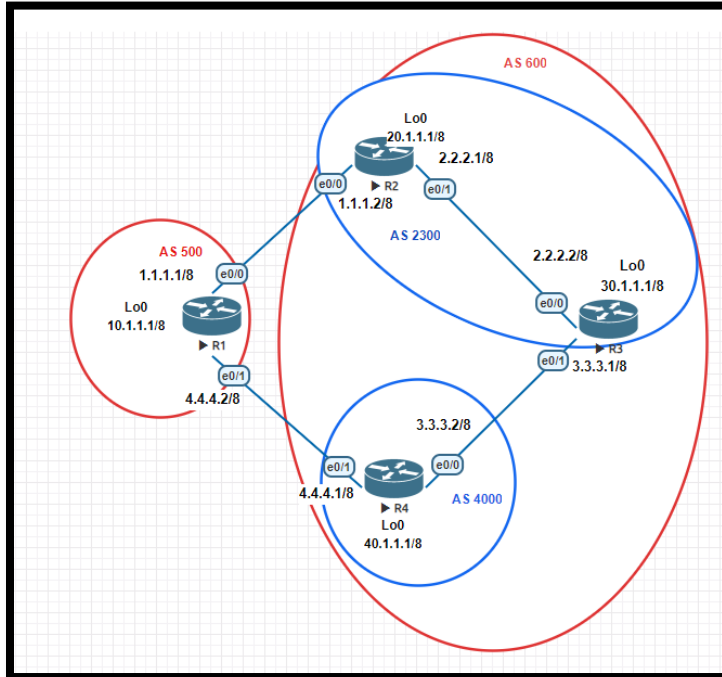 AS 600
Lo0
20.1.1.1/8
2.2.2.1/8
e0/0
▶ R2
e0/1
1.1.1.2/8
AS 2300
AS 500
2.2.2.2/8
1.1.1.1/8
e0/0
Lo0
30.1.1.1/8
Lo0
10.1.1.1/8
e0/0
▶ R1
▶ R3
e0/1
3.3.3.1/8
e0/1
4.4.4.2/8
3.3.3.2/8
e0/1
e0/0
4.4.4.1/8
AS 4000
▶ R4
Lo0
40.1.1.1/8